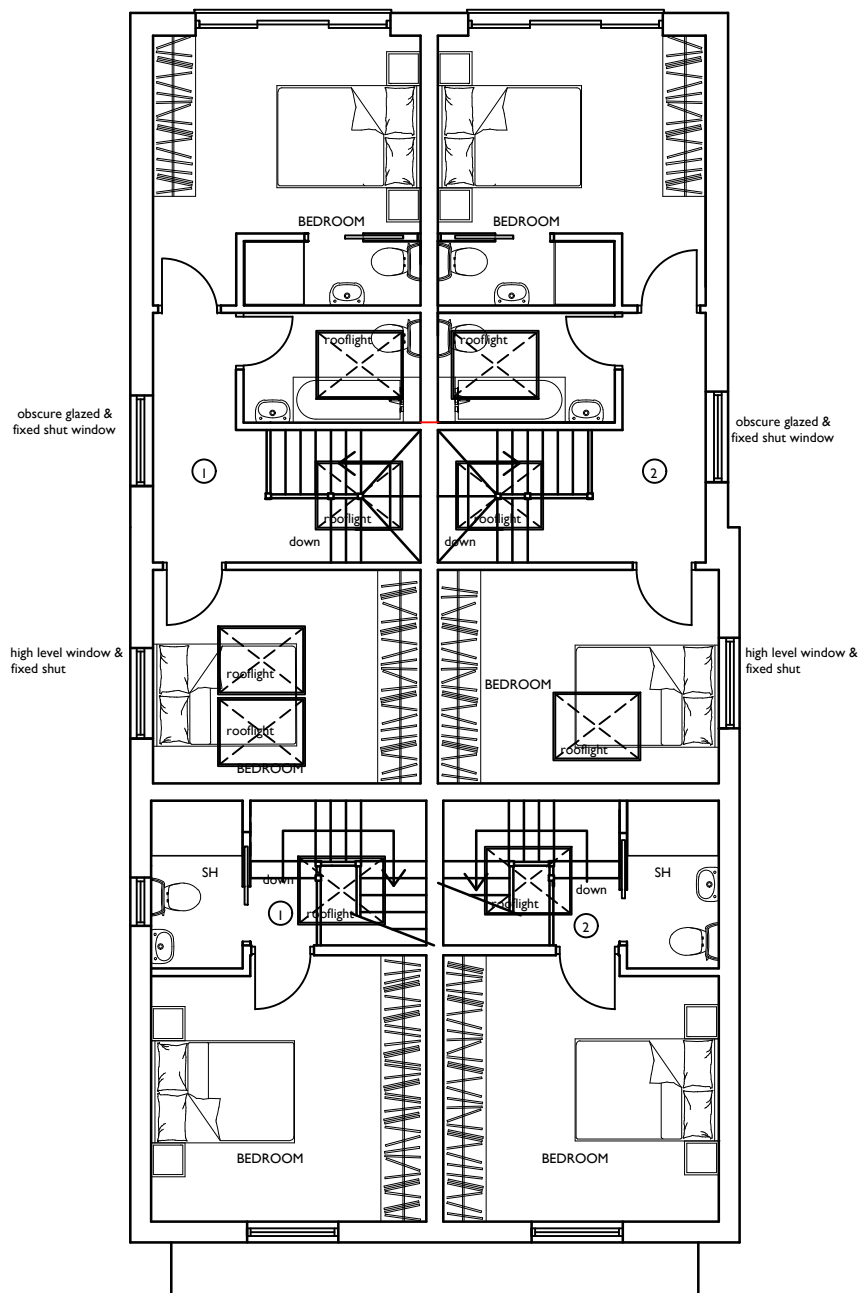 BEDROOM
BEDROOM
rooflight
rooflight
obscure glazed &
fixed shut window
obscure glazed &
fixed shut window
1
2
rooflight
rooflight
down
down
high level window &
fixed shut
high level window &
fixed shut
rooflight
BEDROOM
rooflight
rooflight
BEDROOM
SH
SH
down
down
rooflight
rooflight
1
2
BEDROOM
BEDROOM